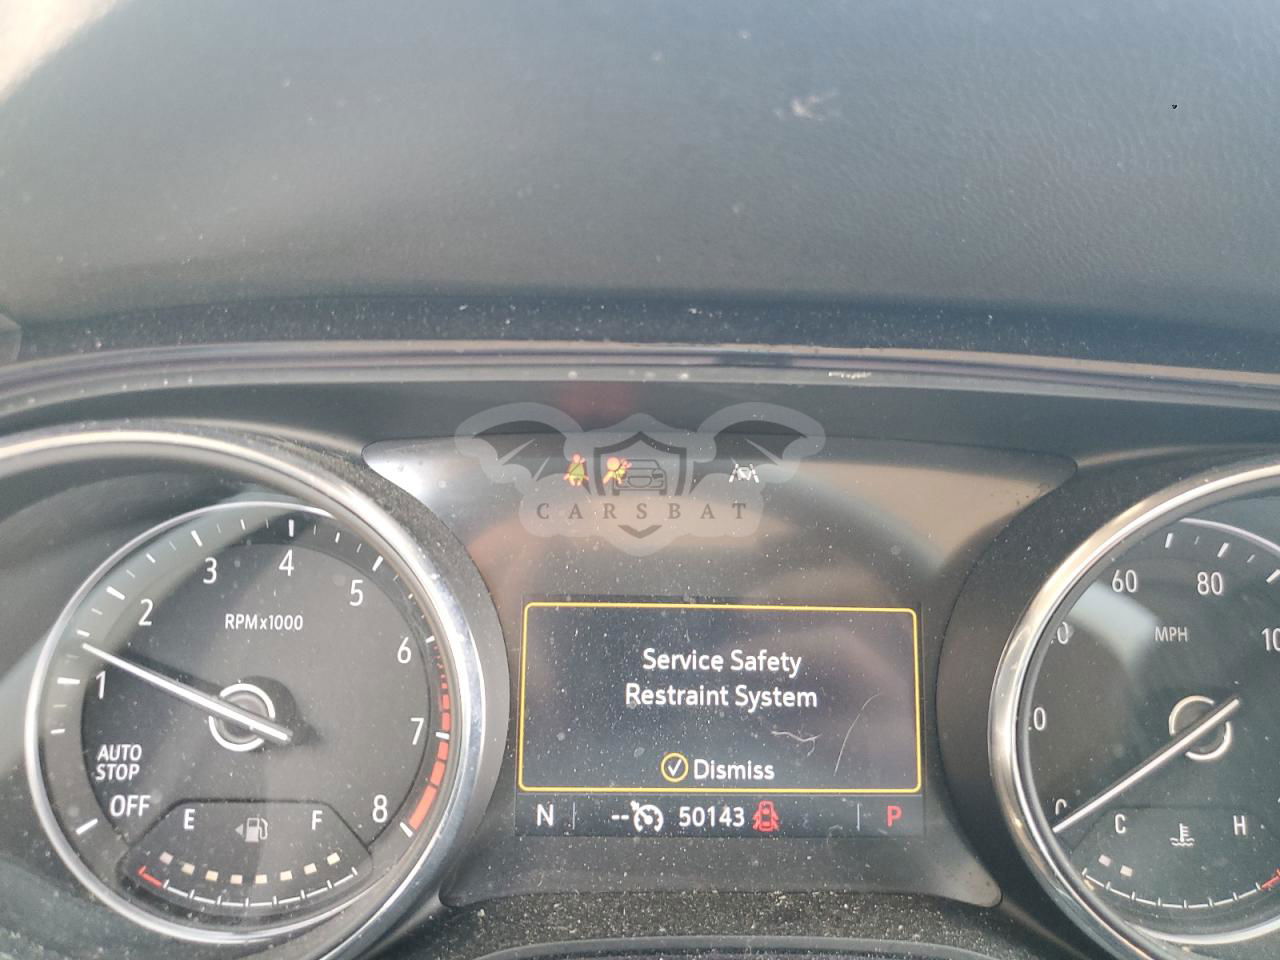 CARSBAT
1
2
3
4
5
6
7
8
RPMx1000
AUTO
STOP
OFF
E
F
Service Safety
Restraint System
Dismiss
N
--
50143
P
60
80
MPH
C
H